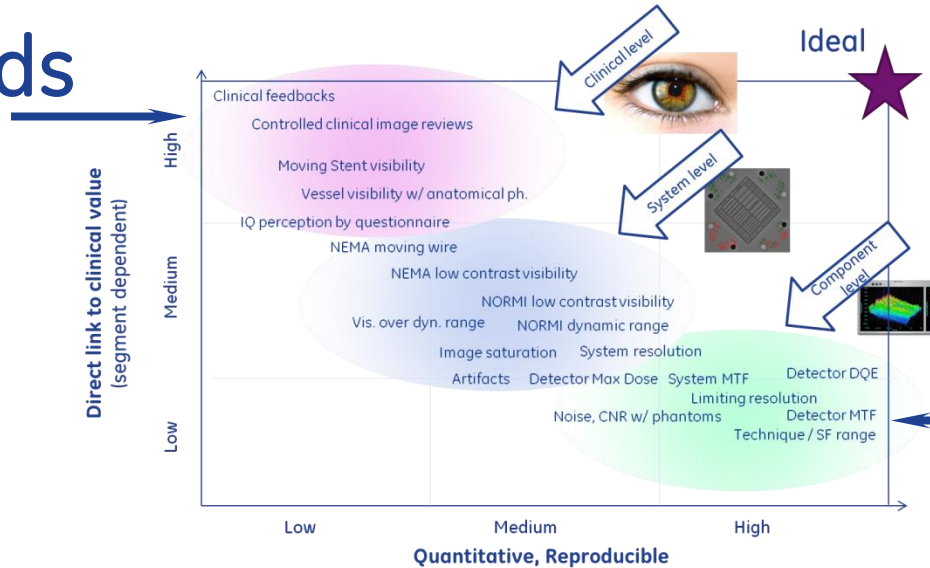 ds
Ideal
Clinical level
Clinical feedbacks
Controlled clinical image reviews
Moving Stent visibility
Vessel visibility w/ anatomical ph.
IQ perception by questionnaire
System level
NEMA moving wire
NEMA low contrast visibility
NORMI low contrast visibility
Vis. over dyn. range
NORMI dynamic range
Component
level
Image saturation
System resolution
Artifacts
Detector Max Dose
System MTF
Detector DQE
Limiting resolution
Noise, CNR w/ phantoms
Detector MTF
Technique / SF range
High
Medium
Low
Direct link to clinical value
(segment dependent)
Low
Medium
High
Quantitative, Reproducible